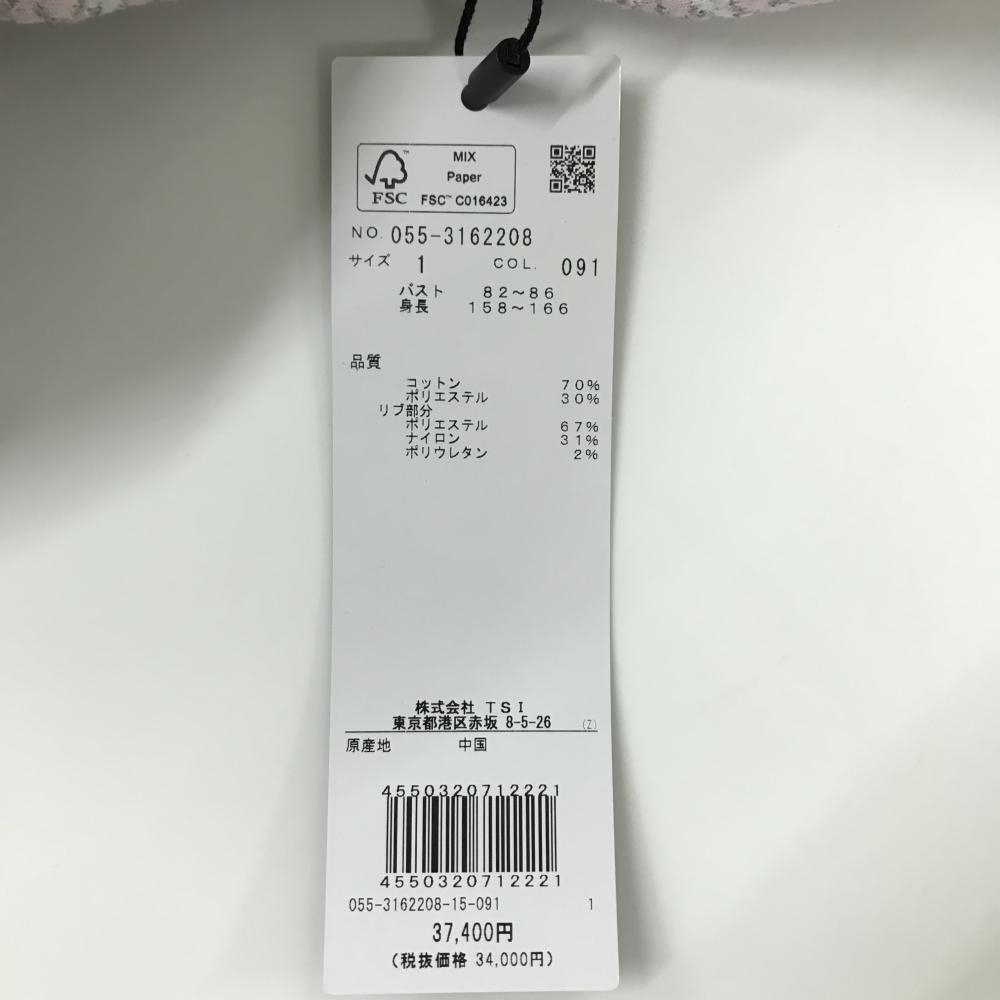 MIX
Paper
FSC™ FSC™ C016423
NO. 055-3162208
サイズ 1 COL. 091
バスト 82～86
身長 158～166
品質
コットン 70%
ポリエステル 30%
リブ部分
ポリエステル 67%
ナイロン 31%
ポリウレタン 2%
株式会社 TSI
東京都港区赤坂 8-5-26 (Z)
原産地 中国
4550320712221
4550320712221
055-3162208-15-091 1
37,400円
(税抜価格 34,000円)